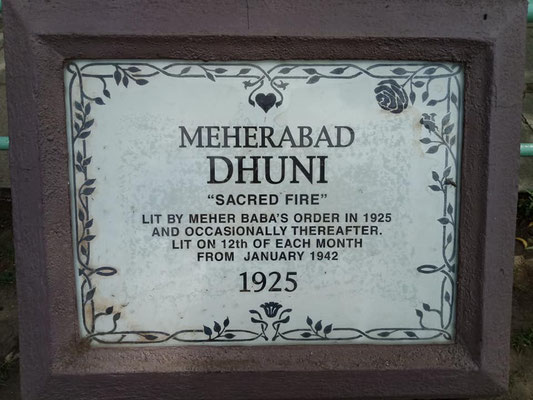 MEHERABAD
DHUNI
"SACRED FIRE"
LIT BY MEHER BABA'S ORDER IN 1925
AND OCCASIONALLY THEREAFTER.
LIT ON 12th OF EACH MONTH
FROM JANUARY 1942
1925